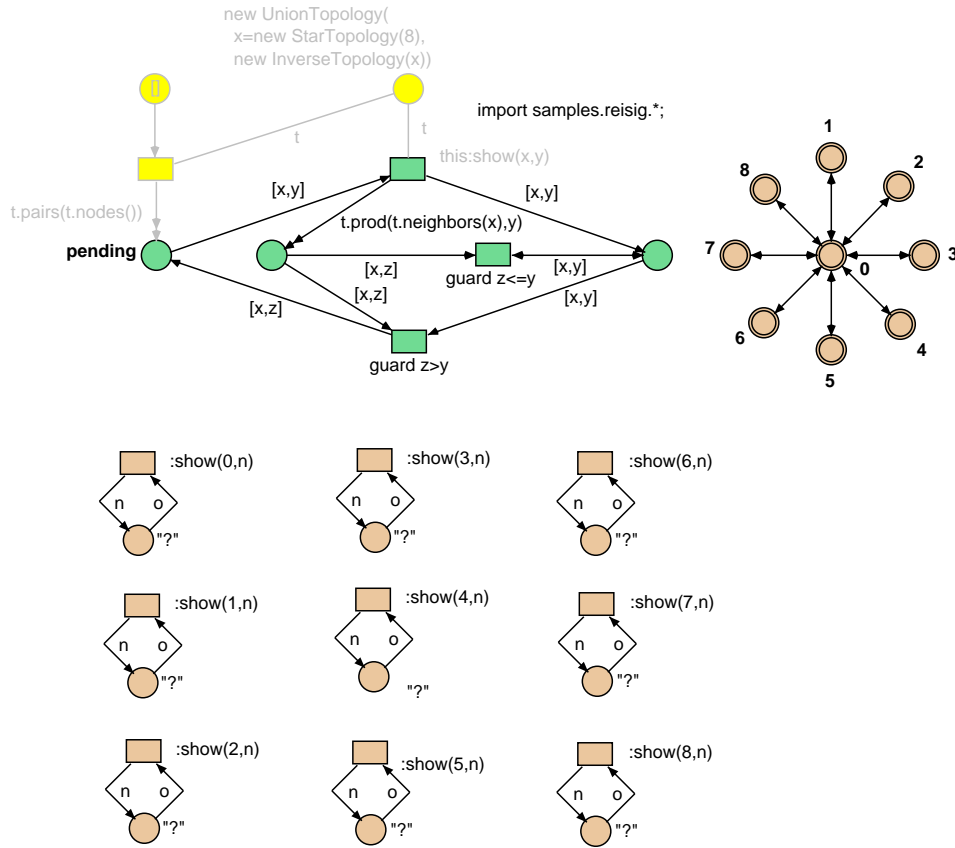 new UnionTopology(
x=new StarTopology(8),
new InverseTopology(x))
[]
import samples.reisig.*;
t
t
this:show(x,y)
1
8
2
[x,y]
[x,y]
t.pairs(t.nodes())
t.prod(t.neighbors(x),y)
pending
7
3
0
[x,z]
[x,y]
guard z<=y
[x,z]
[x,z]
[x,y]
6
4
guard z>y
5
:show(0,n)
n
o
"?"
:show(3,n)
n
o
"?"
:show(6,n)
n
o
"?"
:show(1,n)
n
o
"?"
:show(4,n)
n
o
"?"
:show(7,n)
n
o
"?"
:show(2,n)
n
o
"?"
:show(5,n)
n
o
"?"
:show(8,n)
n
o
"?"